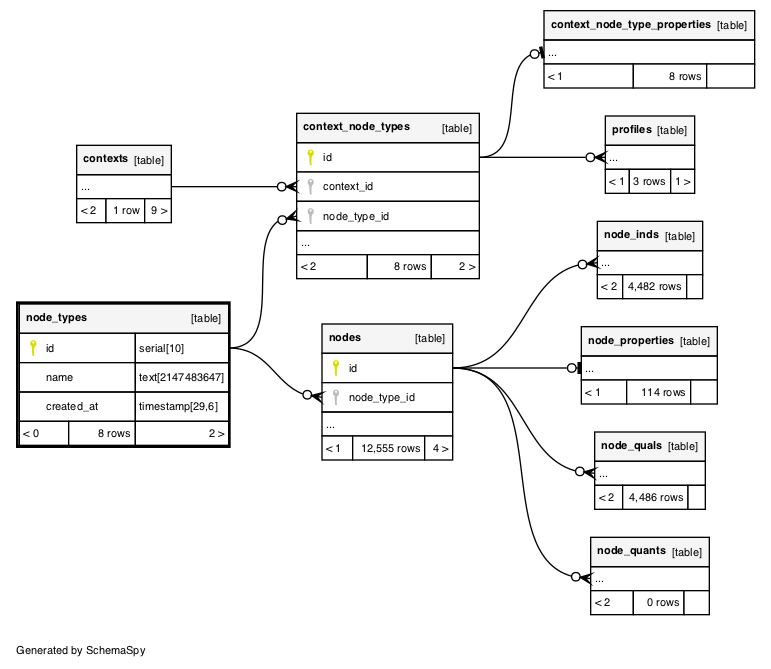 context_node_type_properties [table]
...
< 1 8 rows
context_node_types [table]
id
context_id
node_type_id
...
< 2 8 rows 2 >
profiles [table]
...
< 1 3 rows 1 >
contexts [table]
...
< 2 1 row 9 >
node_inds [table]
...
< 2 4,482 rows
node_types [table]
id serial[10]
name text[2147483647]
created_at timestamp[29,6]
< 0 8 rows 2 >
nodes [table]
id
node_type_id
...
< 1 12,555 rows 4 >
node_properties [table]
...
< 1 114 rows
node_quals [table]
...
< 2 4,486 rows
node_quants [table]
...
< 2 0 rows
Generated by SchemaSpy